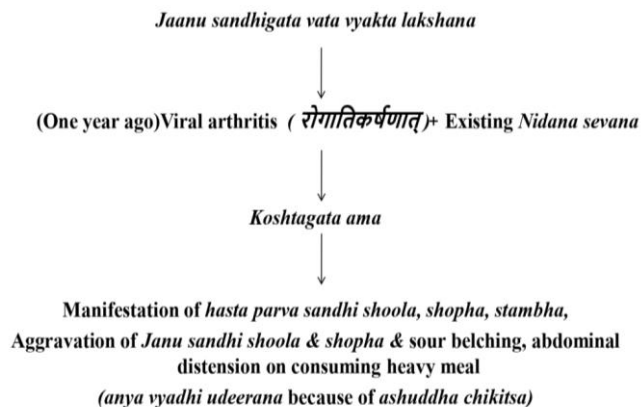 Jaanu sandhigata vata vyakta lakshana
(One year ago)Viral arthritis ( रोगातिकर्षणात्)+ Existing Nidana sevana
Koshtagata ama
Manifestation of hasta parva sandhi shoola, shopha, stambha,
Aggravation of Janu sandhi shoola & shopha & sour belching, abdominal
distension on consuming heavy meal
(anya vyadhi udeerana because of ashuddha chikitsa)